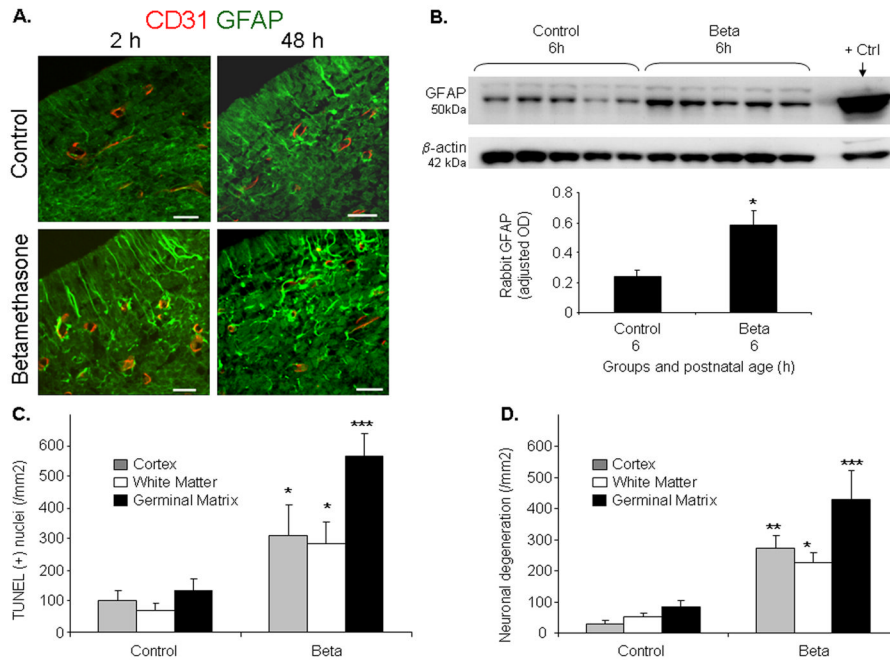 A.
CD31 GFAP
2 h 48 h
Control
Betamethasone
B.
Control
6h
Beta
6h
+ Ctrl
GFAP
50kDa
β-actin
42 kDa
Rabbit GFAP
(adjusted OD)
0.8
0.6
0.4
0.2
0
*
Control
6
Beta
6
Groups and postnatal age (h)
C.
TUNEL (+) nuclei (/mm2)
600
500
400
300
200
100
0
Cortex
White Matter
Germinal Matrix
* * ***
Control Beta
D.
Neuronal degeneration (/mm2)
600
500
400
300
200
100
0
Cortex
White Matter
Germinal Matrix
** * ***
Control Beta